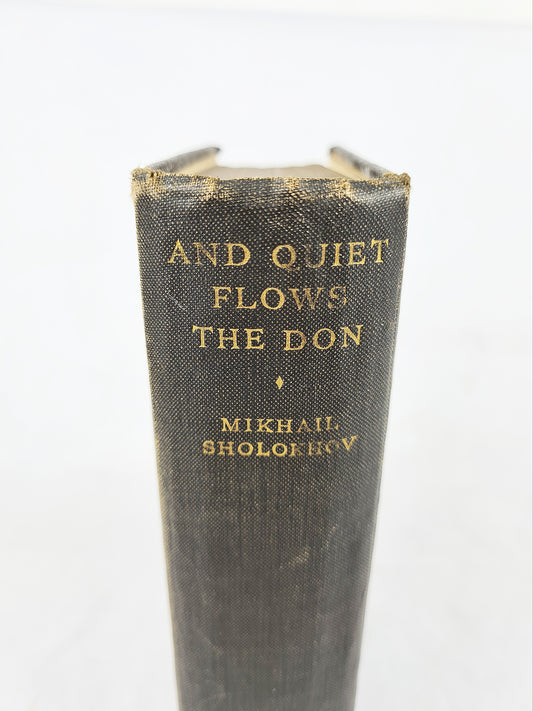 AND QUIET
FLOWS
THE DON
MIKHAIL
SHOLOKHOV